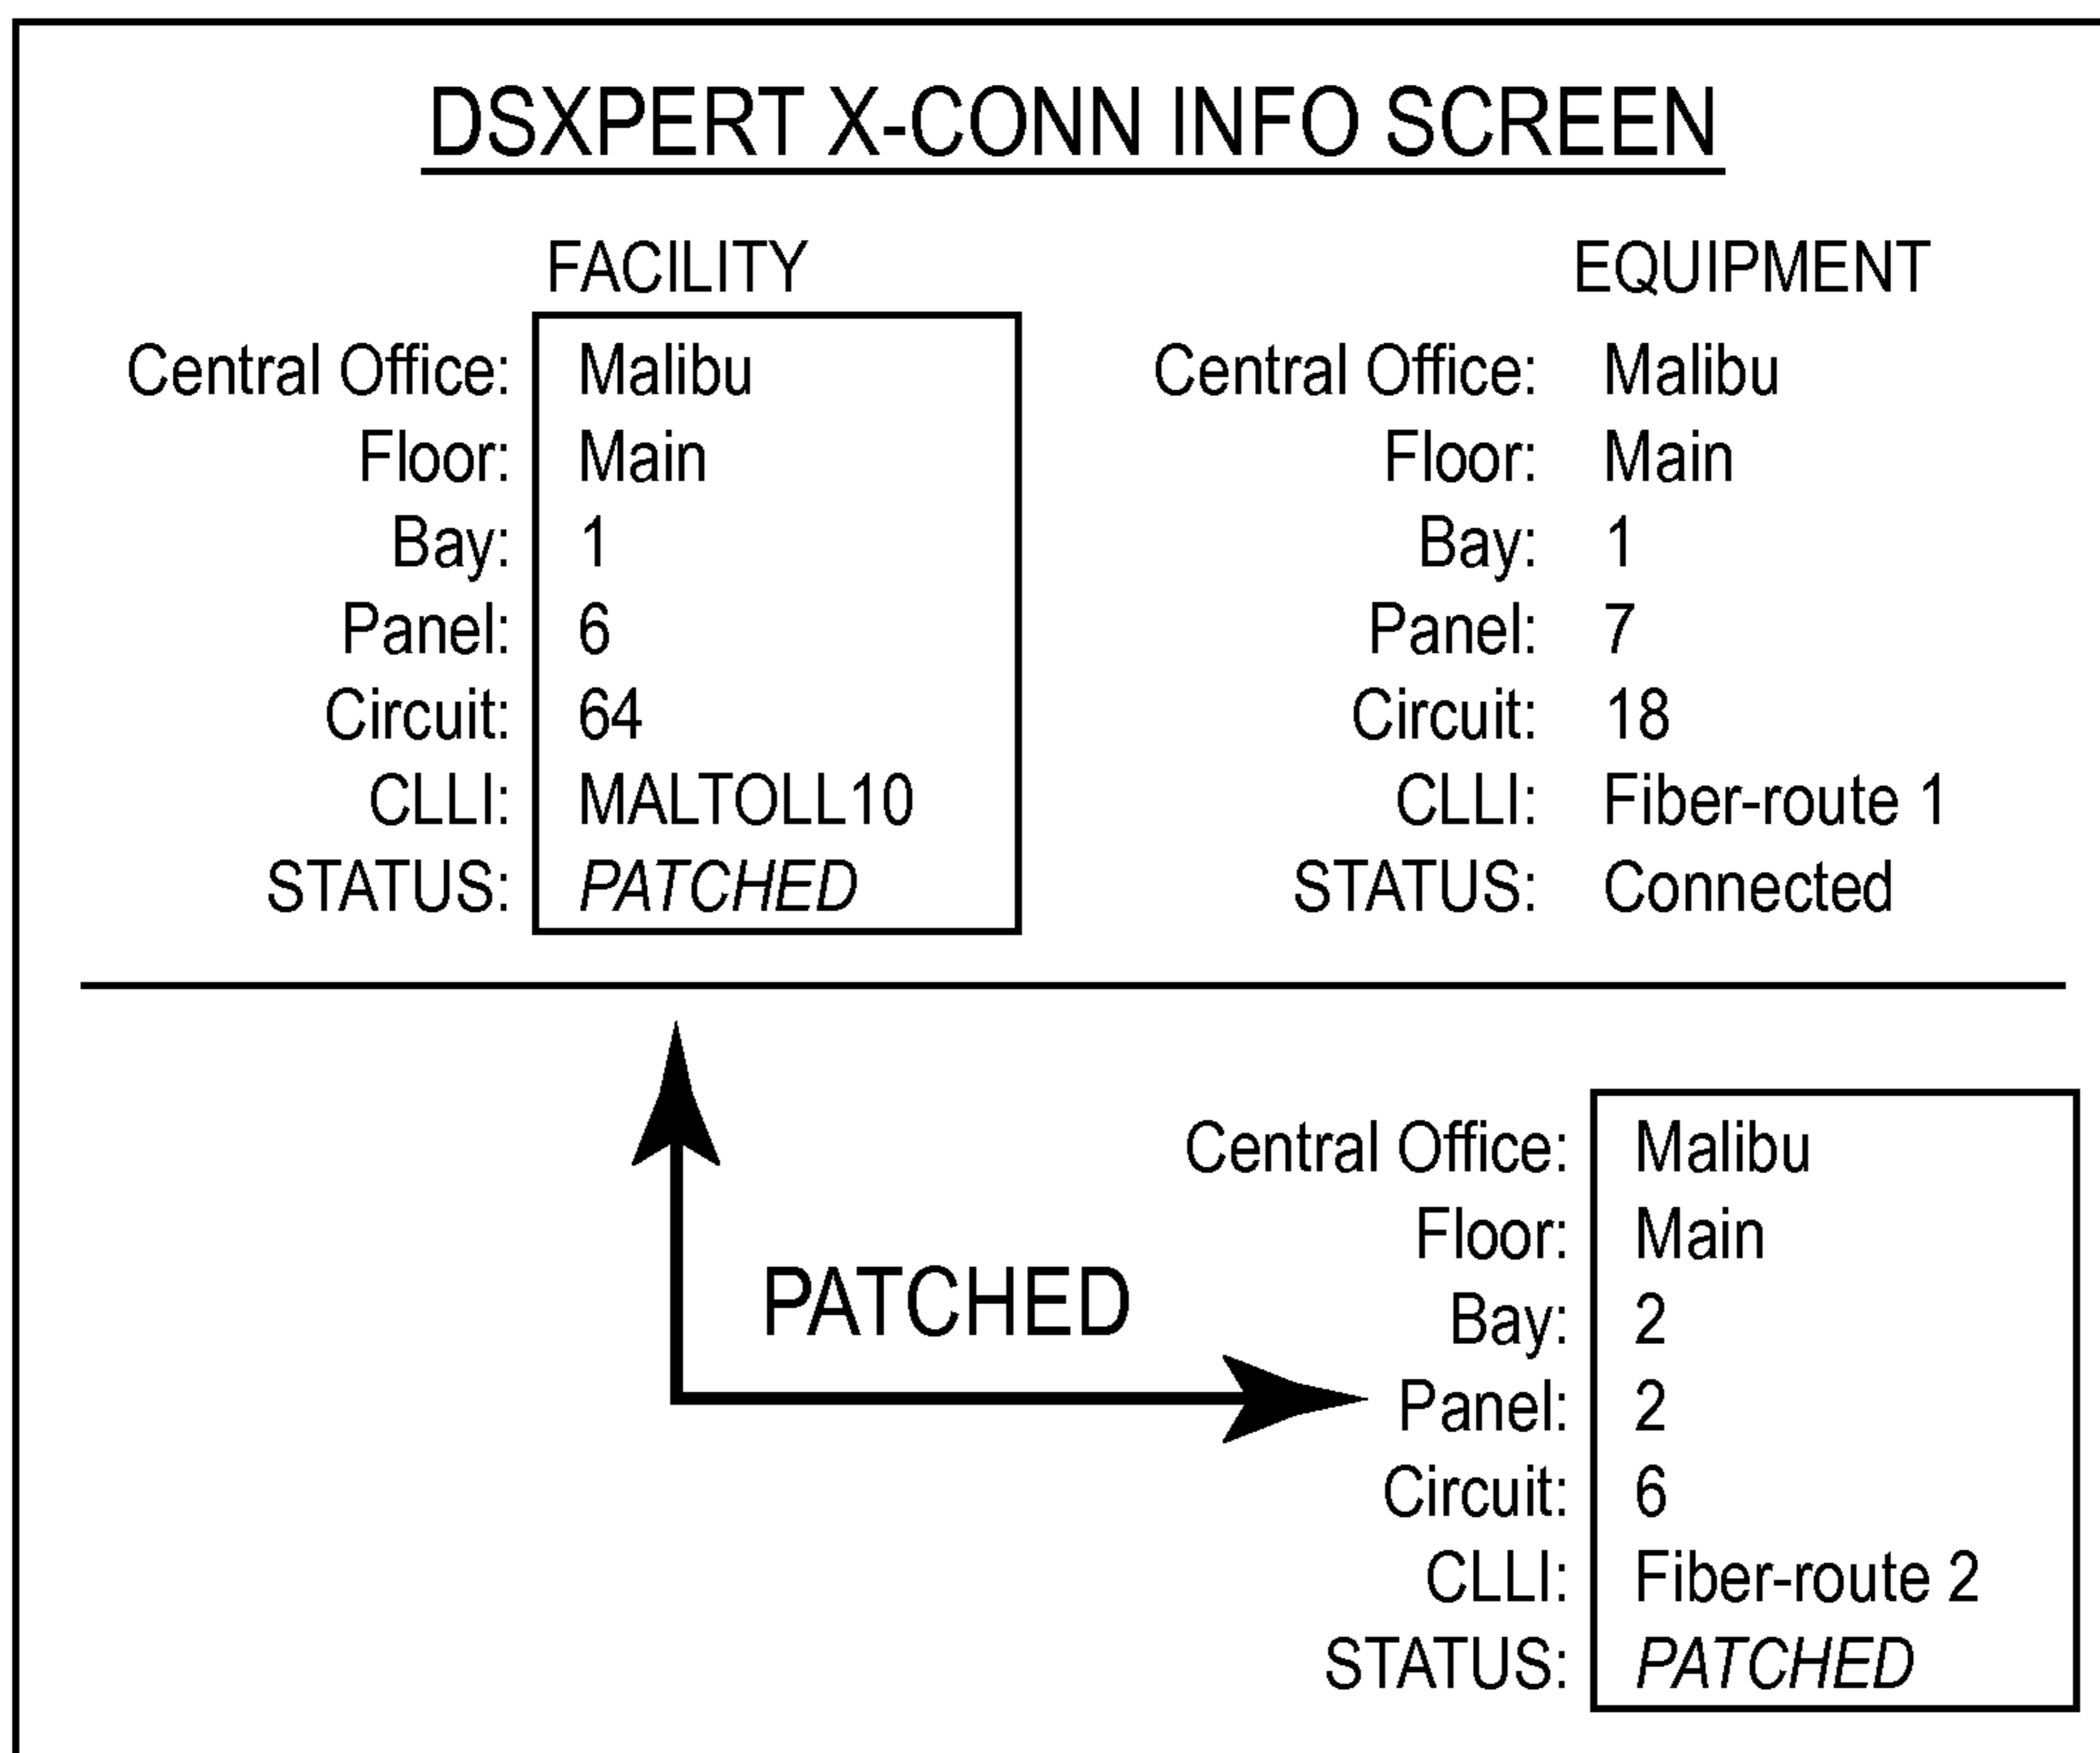 DSXPERT X-CONN INFO SCREEN
FACILITY
Central Office: Malibu
Floor: Main
Bay: 1
Panel: 6
Circuit: 64
CLLI: MALTOLL10
STATUS: PATCHED
EQUIPMENT
Central Office: Malibu
Floor: Main
Bay: 1
Panel: 7
Circuit: 18
CLLI: Fiber-route 1
STATUS: Connected
PATCHED
Central Office: Malibu
Floor: Main
Bay: 2
Panel: 2
Circuit: 6
CLLI: Fiber-route 2
STATUS: PATCHED